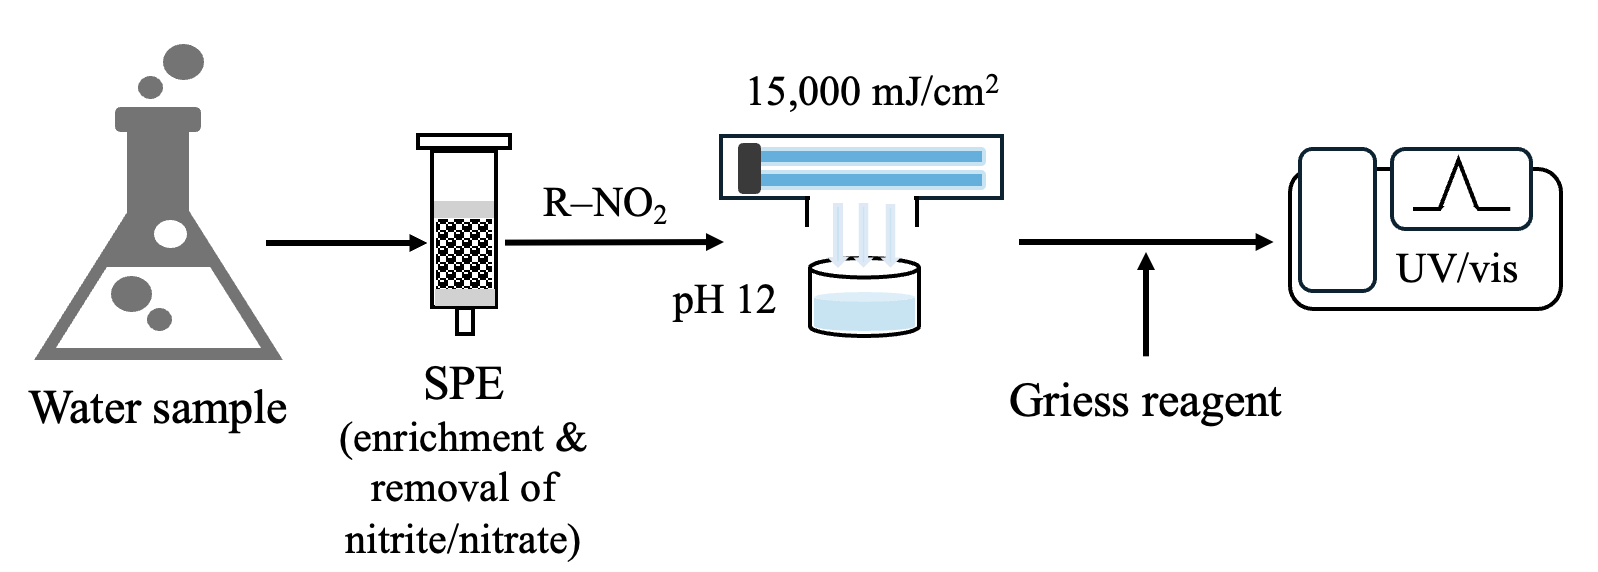 15,000 mJ/cm²
R–NO₂
pH 12
UV/vis
Water sample
SPE
(enrichment &
removal of
nitrite/nitrate)
Griess reagent